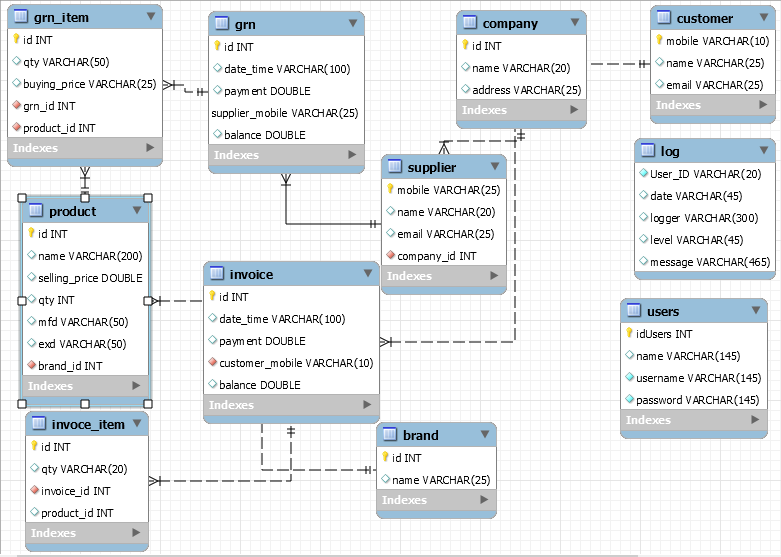 grn_item
id INT
qty VARCHAR(50)
buying_price VARCHAR(25)
grn_id INT
product_id INT
Indexes
grn
id INT
date_time VARCHAR(100)
payment DOUBLE
supplier_mobile VARCHAR(25)
balance DOUBLE
Indexes
company
id INT
name VARCHAR(20)
address VARCHAR(25)
Indexes
customer
mobile VARCHAR(10)
name VARCHAR(25)
email VARCHAR(25)
Indexes
log
User_ID VARCHAR(20)
date VARCHAR(45)
logger VARCHAR(300)
level VARCHAR(45)
message VARCHAR(465)
supplier
mobile VARCHAR(25)
name VARCHAR(20)
email VARCHAR(25)
company_id INT
Indexes
product
id INT
name VARCHAR(200)
selling_price DOUBLE
qty INT
mfd VARCHAR(50)
exd VARCHAR(50)
brand_id INT
Indexes
invoice
id INT
date_time VARCHAR(100)
payment DOUBLE
customer_mobile VARCHAR(10)
balance DOUBLE
Indexes
users
idUsers INT
name VARCHAR(145)
username VARCHAR(145)
password VARCHAR(145)
Indexes
invoce_item
id INT
qty VARCHAR(20)
invoice_id INT
product_id INT
Indexes
brand
id INT
name VARCHAR(25)
Indexes